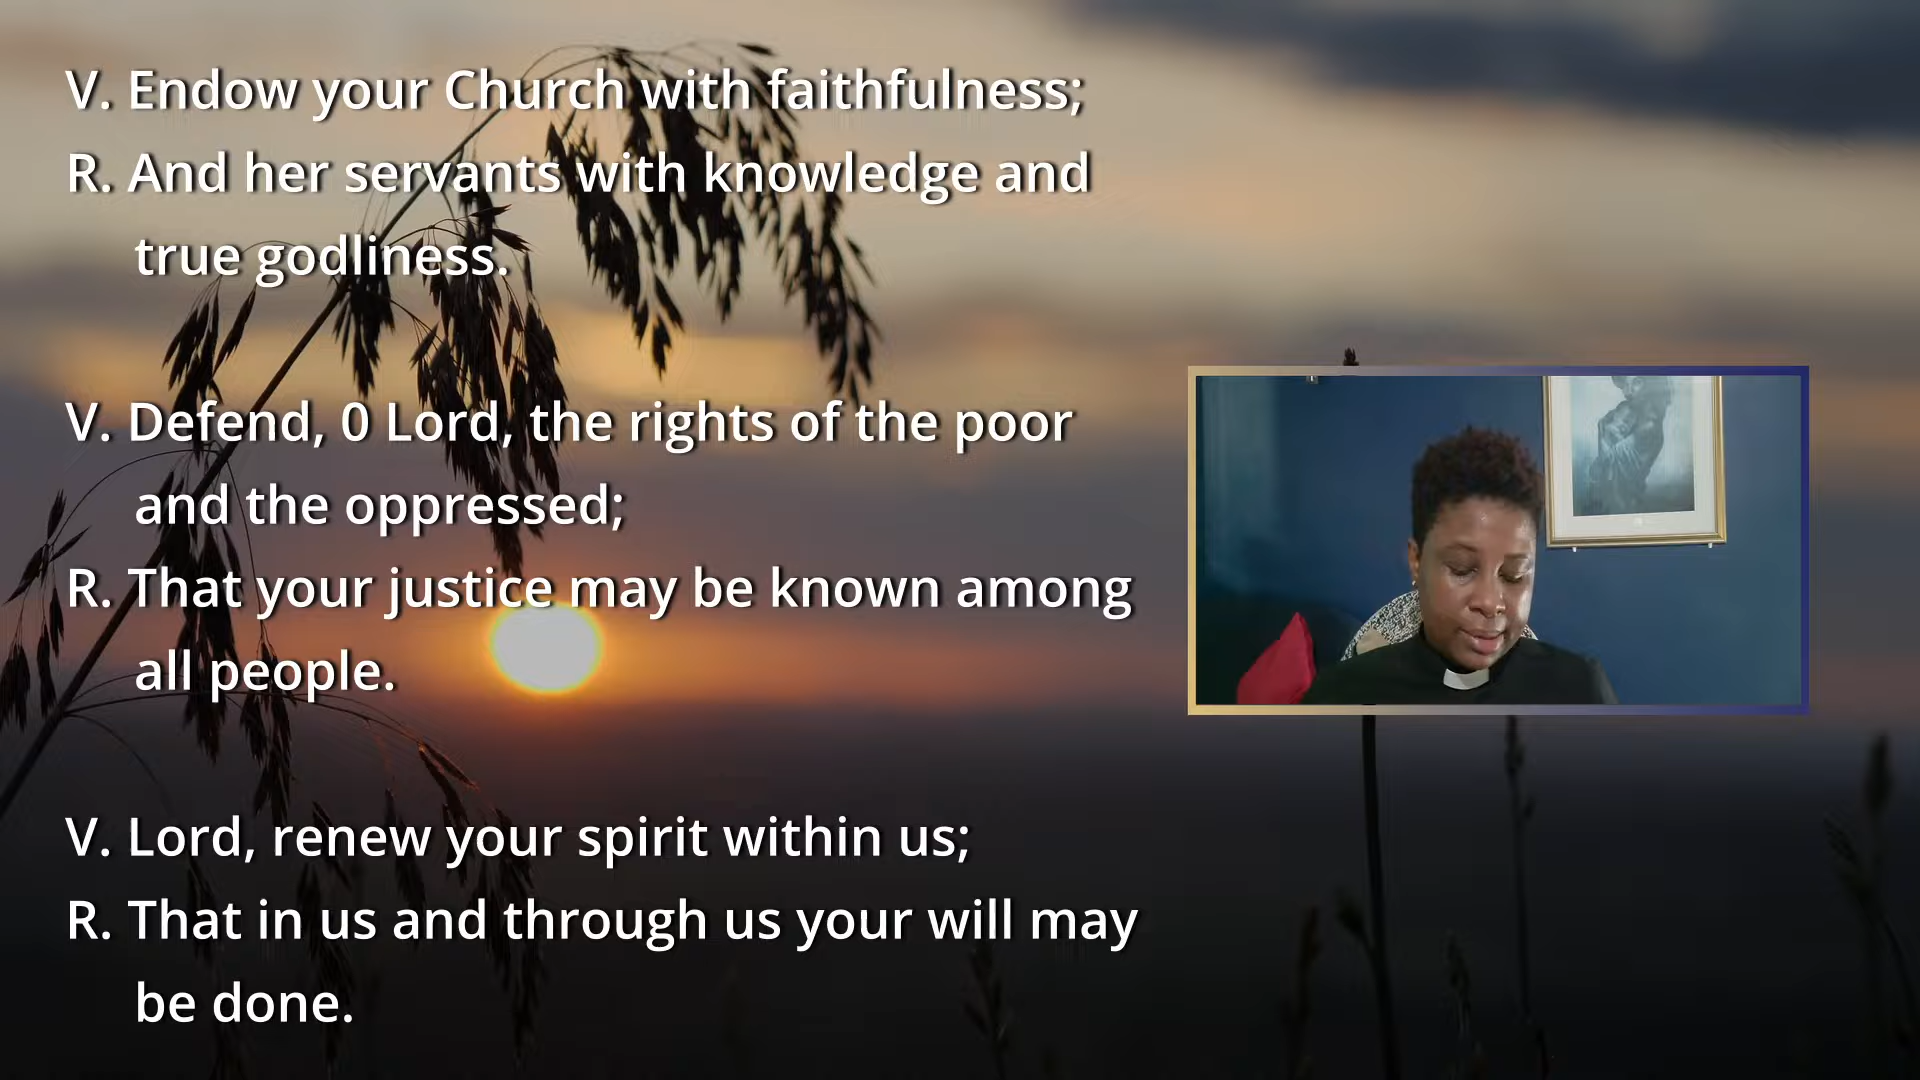 V. Endow your Church with faithfulness;
R. And her servants with knowledge and
true godliness.
V. Defend, 0 Lord, the rights of the poor
and the oppressed;
R. That your justice may be known among
all people.
V. Lord, renew your spirit within us;
R. That in us and through us your will may
be done.